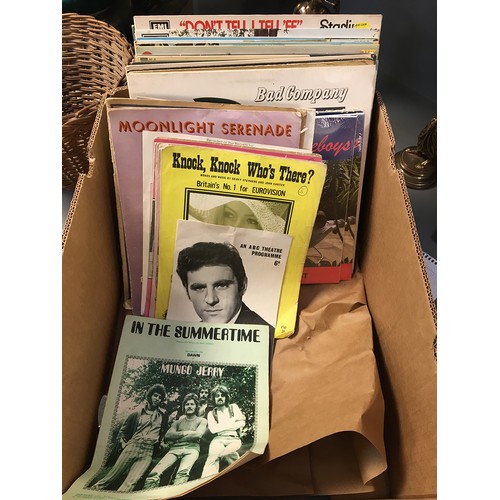 EMI
"DON'T TELL I, TELL 'EE"
Bad Company
MOONLIGHT SERENADE
Knock, Knock Who's There?
Britain's No. 1 for EUROVISION
AN ABC THEATRE
PROGRAMME
6ᴰ
IN THE SUMMERTIME
MUNGO JERRY